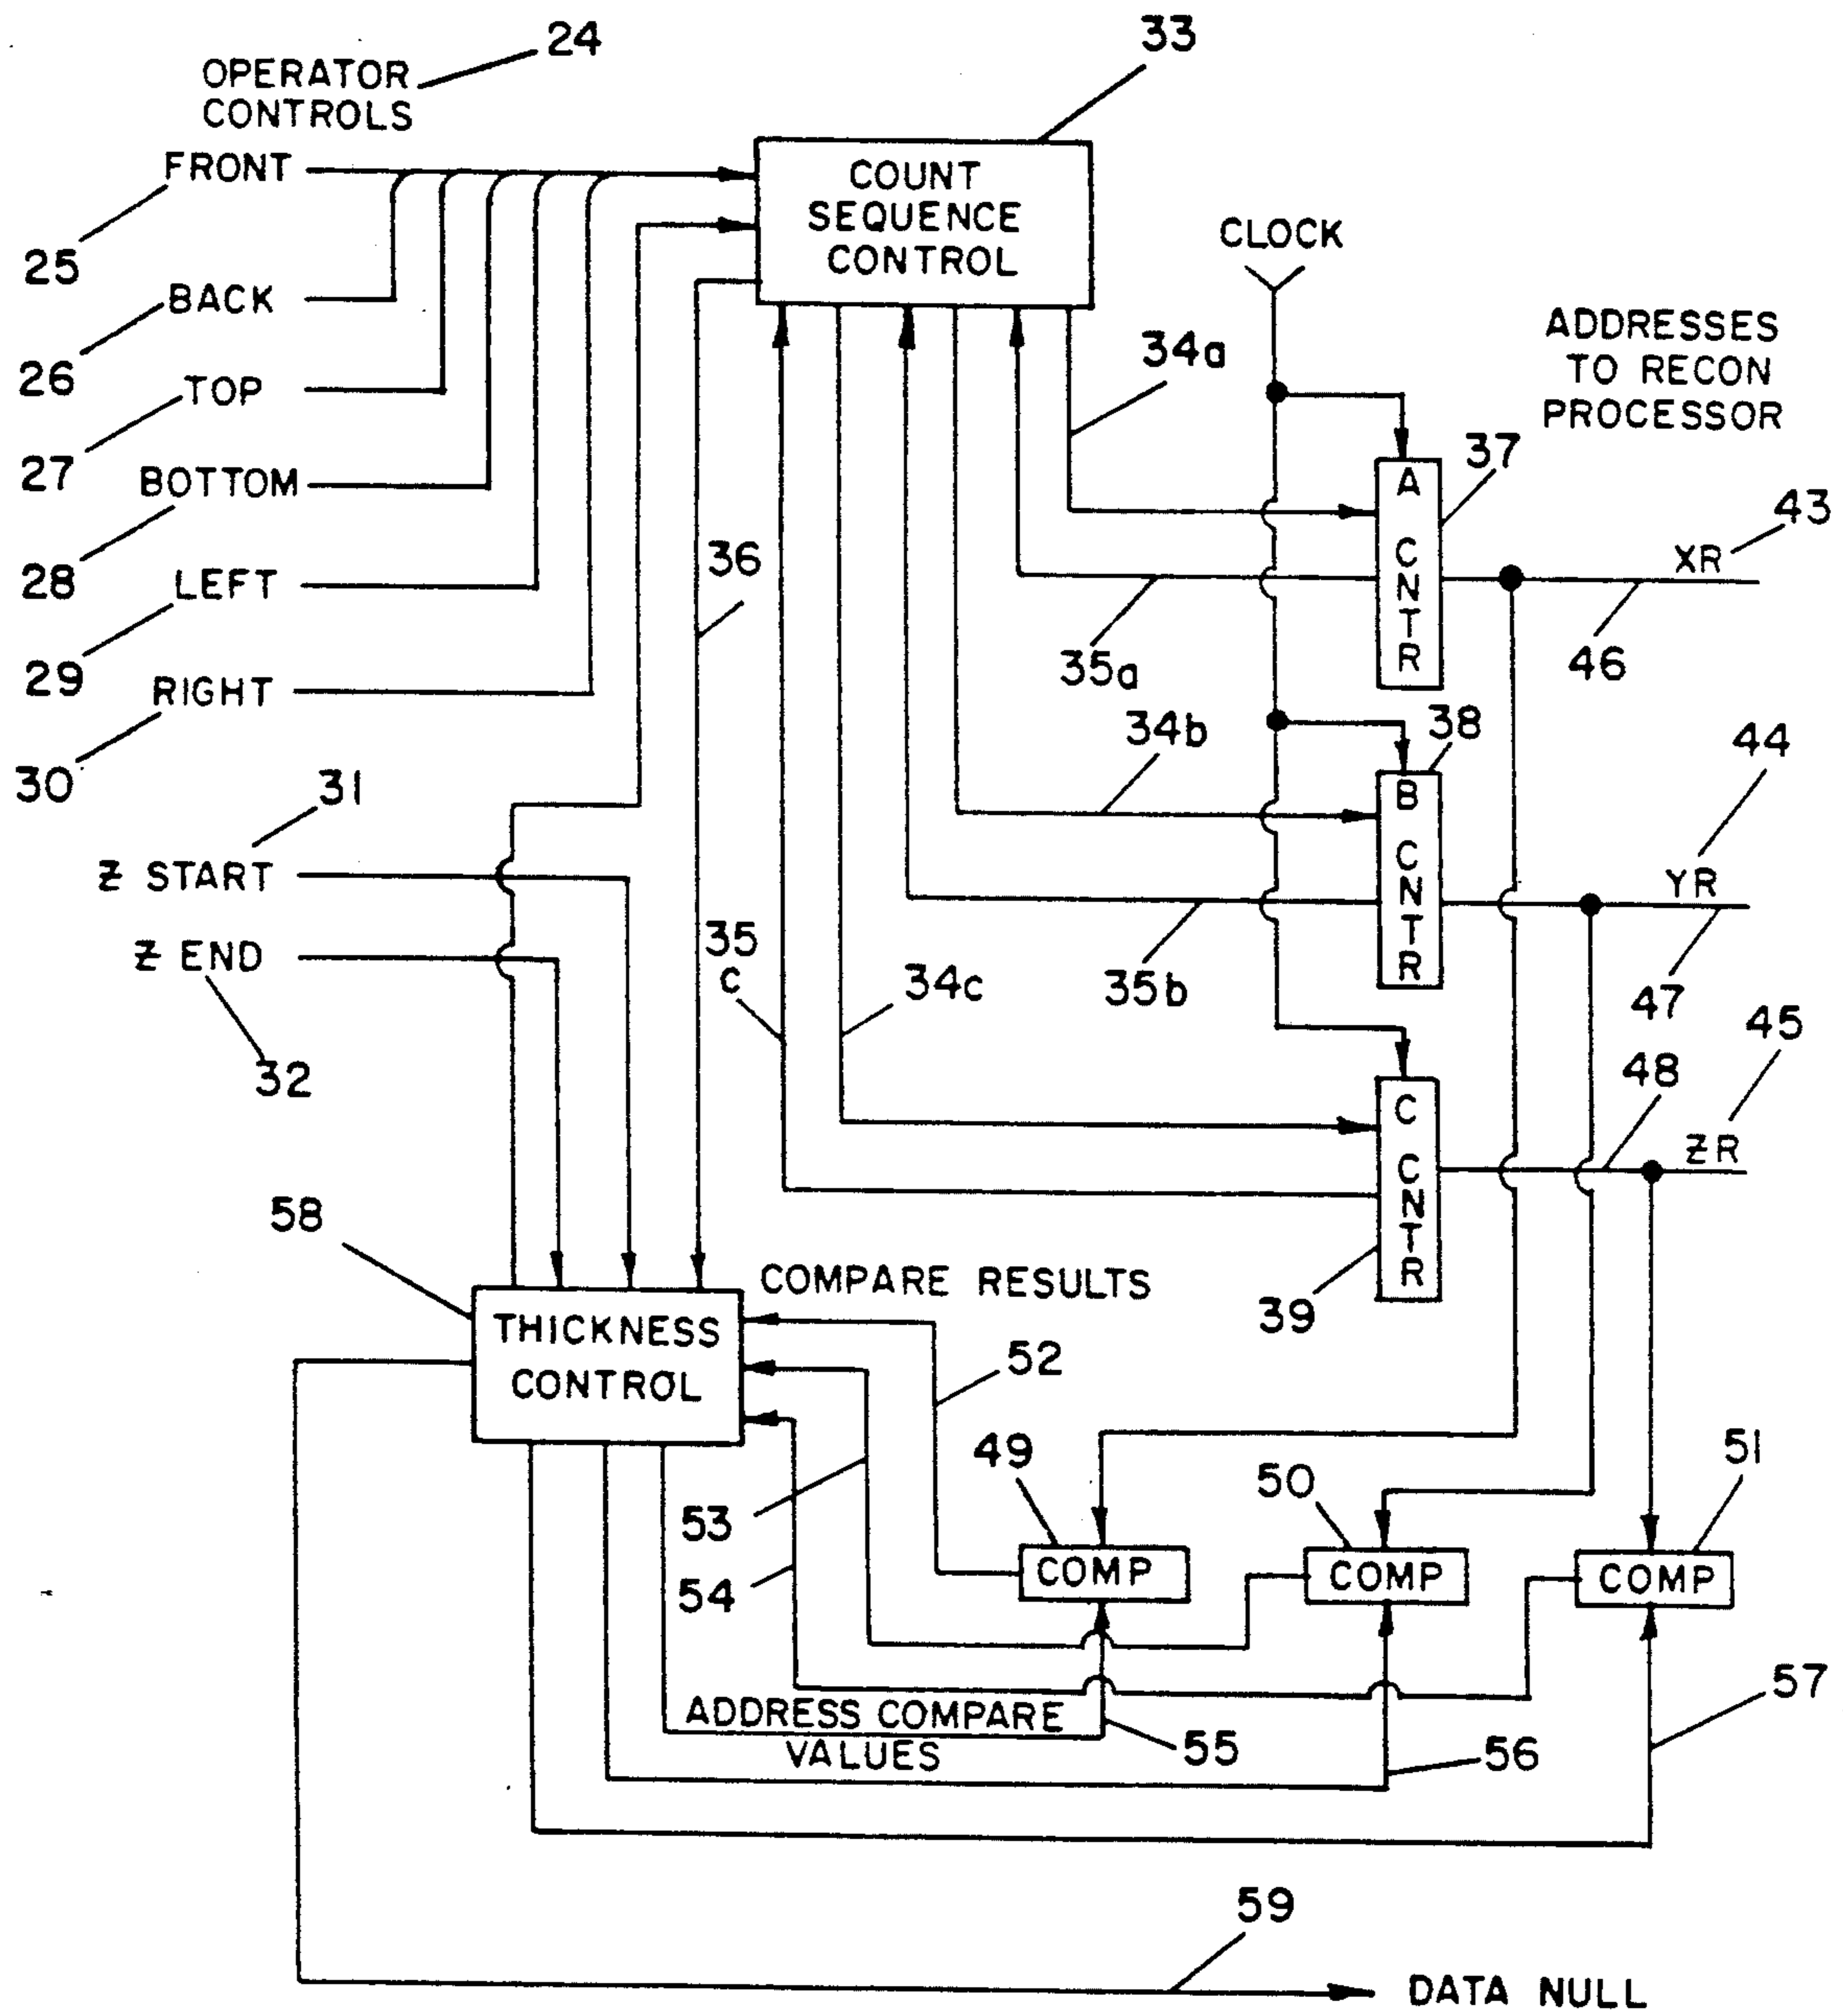 24
33
OPERATOR
CONTROLS
FRONT
25
COUNT
SEQUENCE
CONTROL
CLOCK
BACK
26
ADDRESSES
TO RECON
PROCESSOR
34a
TOP
27
BOTTOM
28
A
CNTR
37
XR
43
36
LEFT
29
35a
46
RIGHT
30
34b
38
44
31
B
CNTR
Z START
YR
Z END
32
35
c
34c
35b
47
45
48
C
CNTR
ZR
58
COMPARE RESULTS
39
THICKNESS
CONTROL
52
49
50
51
53
54
COMP
COMP
COMP
57
ADDRESS COMPARE
VALUES
55
56
59
DATA NULL